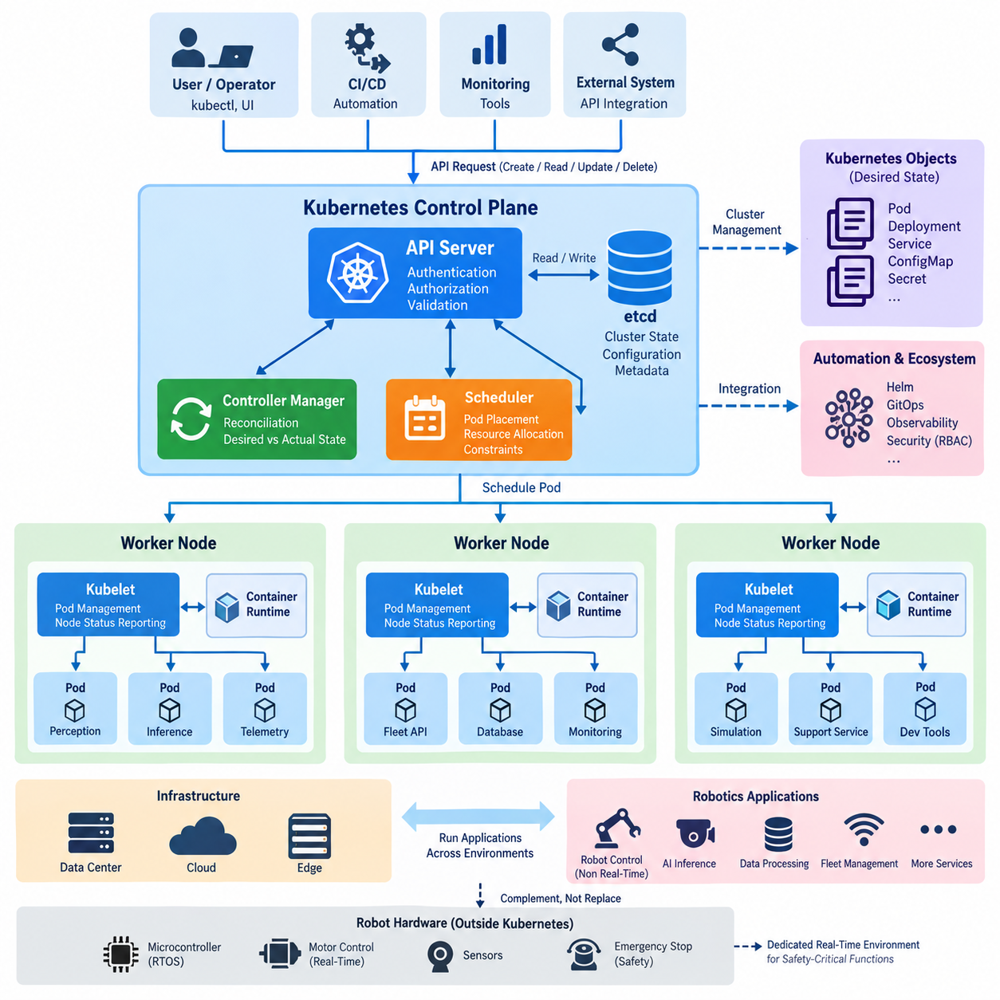 User / Operator
kubectl, UI
CI/CD
Automation
Monitoring
Tools
External System
API Integration
API Request (Create / Read / Update / Delete)
Kubernetes Control Plane
API Server
Authentication
Authorization
Validation
Read / Write
etcd
Cluster State
Configuration
Metadata
Controller Manager
Reconciliation
Desired vs Actual State
Scheduler
Pod Placement
Resource Allocation
Constraints
Cluster
Management
Kubernetes Objects
(Desired State)
Pod
Deployment
Service
ConfigMap
Secret
...
Integration
Automation & Ecosystem
Helm
GitOps
Observability
Security (RBAC)
...
Schedule Pod
Worker Node
Kubelet
Pod Management
Node Status Reporting
Container
Runtime
Pod
Perception
Pod
Inference
Pod
Telemetry
Worker Node
Kubelet
Pod Management
Node Status Reporting
Container
Runtime
Pod
Fleet API
Pod
Database
Pod
Monitoring
Worker Node
Kubelet
Pod Management
Node Status Reporting
Container
Runtime
Pod
Simulation
Pod
Support Service
Pod
Dev Tools
Infrastructure
Data Center
Cloud
Edge
Run Applications
Across Environments
Robotics Applications
Robot Control
(Non Real-Time)
AI Inference
Data Processing
Fleet Management
More Services
Complement, Not Replace
Robot Hardware (Outside Kubernetes)
Microcontroller
(RTOS)
Motor Control
(Real-Time)
Sensors
Emergency Stop
(Safety)
Dedicated Real-Time Environment
for Safety-Critical Functions